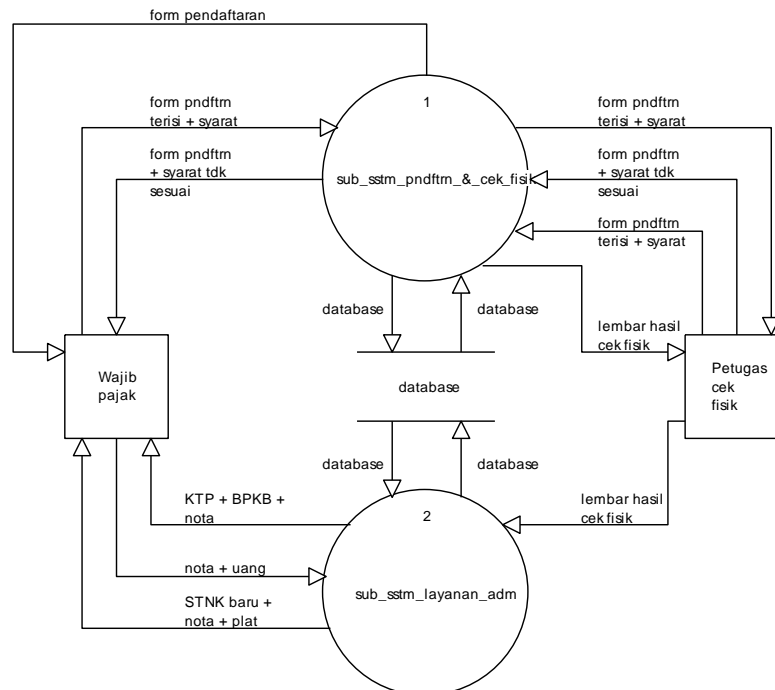 form pendaftaran
1
form pndftrn
terisi + syarat
form pndftrn
terisi + syarat
form pndftrn
+ syarat tdk
sesuai
sub_sstm_pndftrn_&_cek_fisik
form pndftrn
+ syarat tdk
sesuai
form pndftrn
terisi + syarat
database
database
lembar hasil
cek fisik
Wajib
pajak
database
Petugas
cek
fisik
database
database
KTP + BPKB +
nota
2
lembar hasil
cek fisik
nota + uang
sub_sstm_layanan_adm
STNK baru +
nota + plat